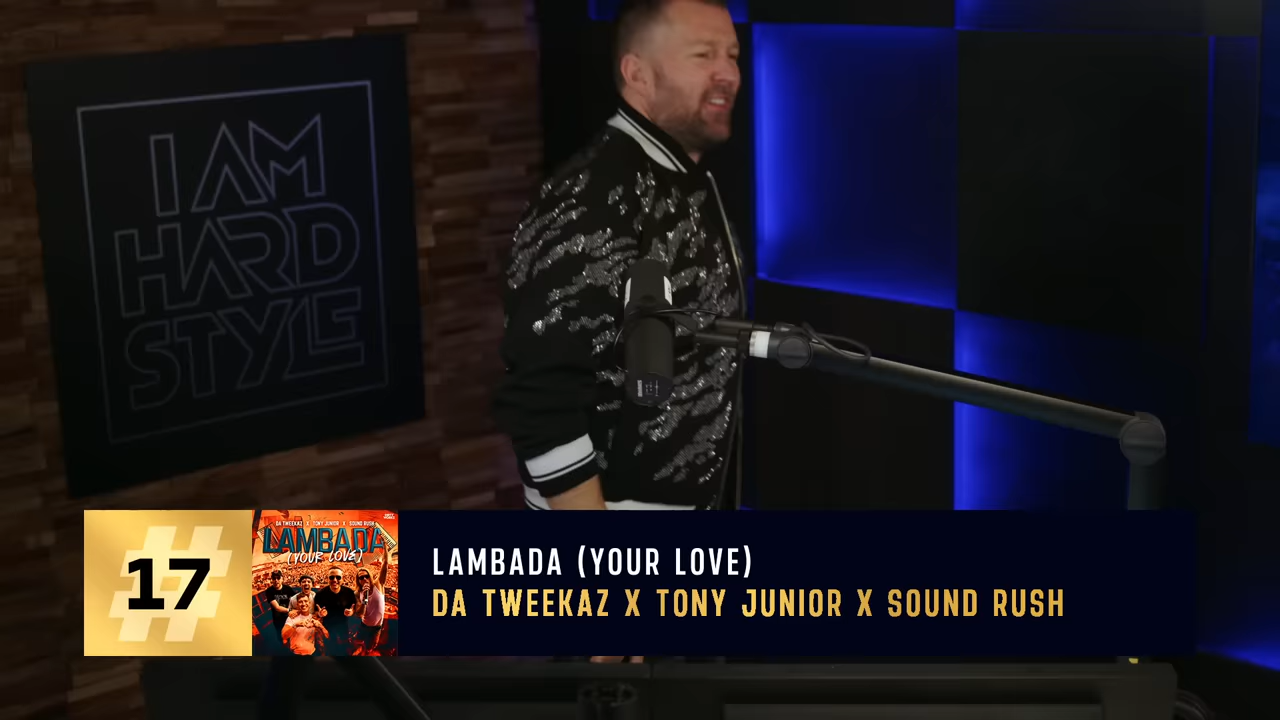 I AM
HARD
STYLE
#17
DA TWEEKAZ X TONY JUNIOR X SOUND RUSH
LAMBADA
(YOUR LOVE)
LAMBADA (YOUR LOVE)
DA TWEEKAZ X TONY JUNIOR X SOUND RUSH